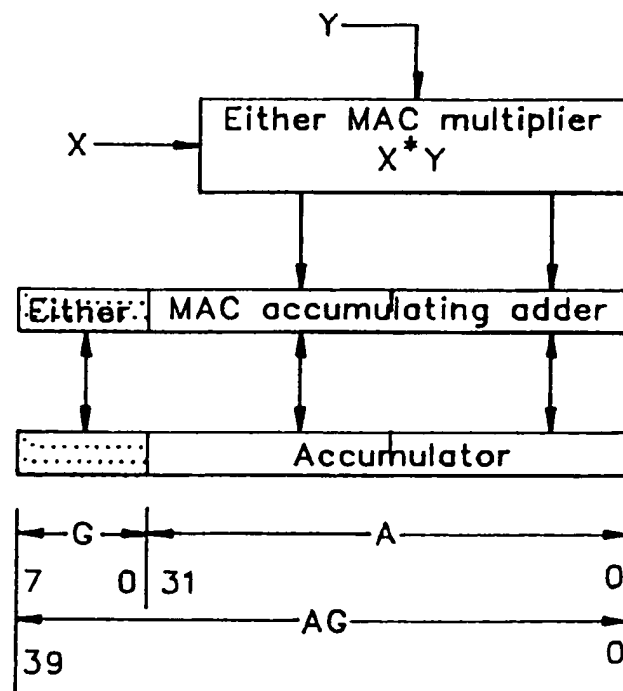 Y
Either MAC multiplier
X
X*Y
Either MAC accumulating adder
Accumulator
G A
7 0 31 0
AG
39 0